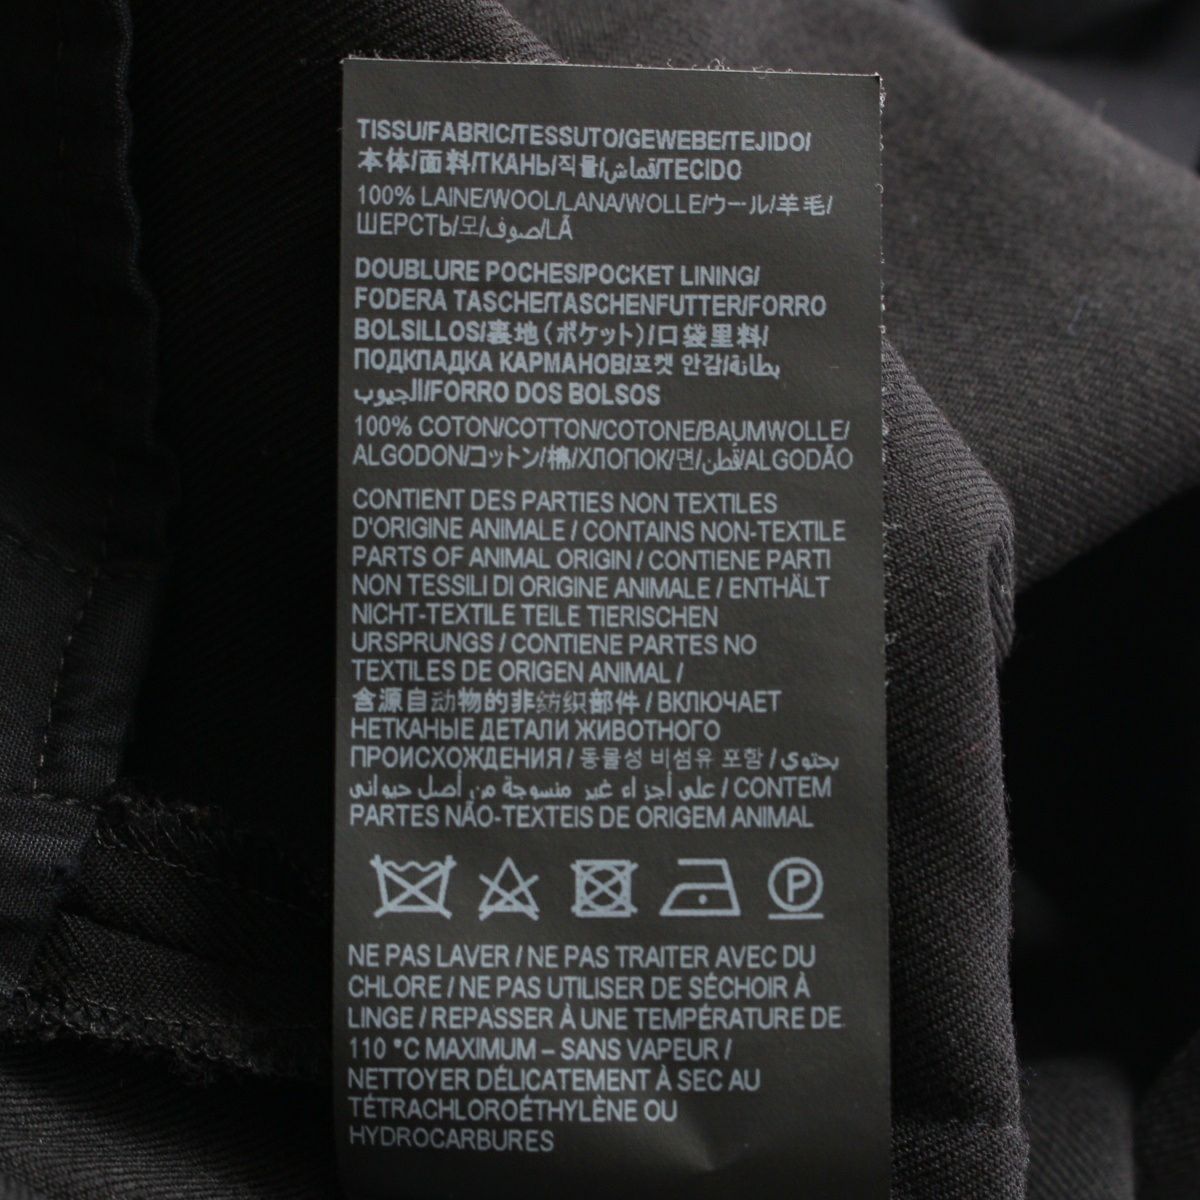 TISSU/FABRIC/TESSUTO/GEWEBE/TEJIDO/
本体/面料/ТКАНЬ/직물/قماش/TECIDO
100% LAINE/WOOL/LANA/WOLLE/ウール/羊毛/
ШЕРСТЬ/모/صوف/LÃ
DOUBLURE POCHES/POCKET LINING/
FODERA TASCHE/TASCHENFUTTER/FORRO
BOLSILLOS/裏地(ポケット)/口袋里料/
ПОДКЛАДКА КАРМАНОВ/포켓 안감/بطانة
الجيوب/FORRO DOS BOLSOS
100% COTON/COTTON/COTONE/BAUMWOLLE/
ALGODON/コットン/棉/ХЛОПОК/면/قطن/ALGODÃO
CONTIENT DES PARTIES NON TEXTILES
D'ORIGINE ANIMALE / CONTAINS NON-TEXTILE
PARTS OF ANIMAL ORIGIN / CONTIENE PARTI
NON TESSILI DI ORIGINE ANIMALE / ENTHÄLT
NICHT-TEXTILE TEILE TIERISCHEN
URSPRUNGS / CONTIENE PARTES NO
TEXTILES DE ORIGEN ANIMAL /
含源自动物的非纺织部件 / ВКЛЮЧАЕТ
НЕТКАНЫЕ ДЕТАЛИ ЖИВОТНОГО
ПРОИСХОЖДЕНИЯ / 동물성 비섬유 포함 / يحتوي
على أجزاء غير منسوجة من أصل حيواني / CONTEM
PARTES NÃO-TEXTEIS DE ORIGEM ANIMAL
P
NE PAS LAVER / NE PAS TRAITER AVEC DU
CHLORE / NE PAS UTILISER DE SÉCHOIR À
LINGE / REPASSER À UNE TEMPÉRATURE DE
110 °C MAXIMUM – SANS VAPEUR /
NETTOYER DÉLICATEMENT À SEC AU
TÉTRACHLOROÉTHYLÈNE OU
HYDROCARBURES